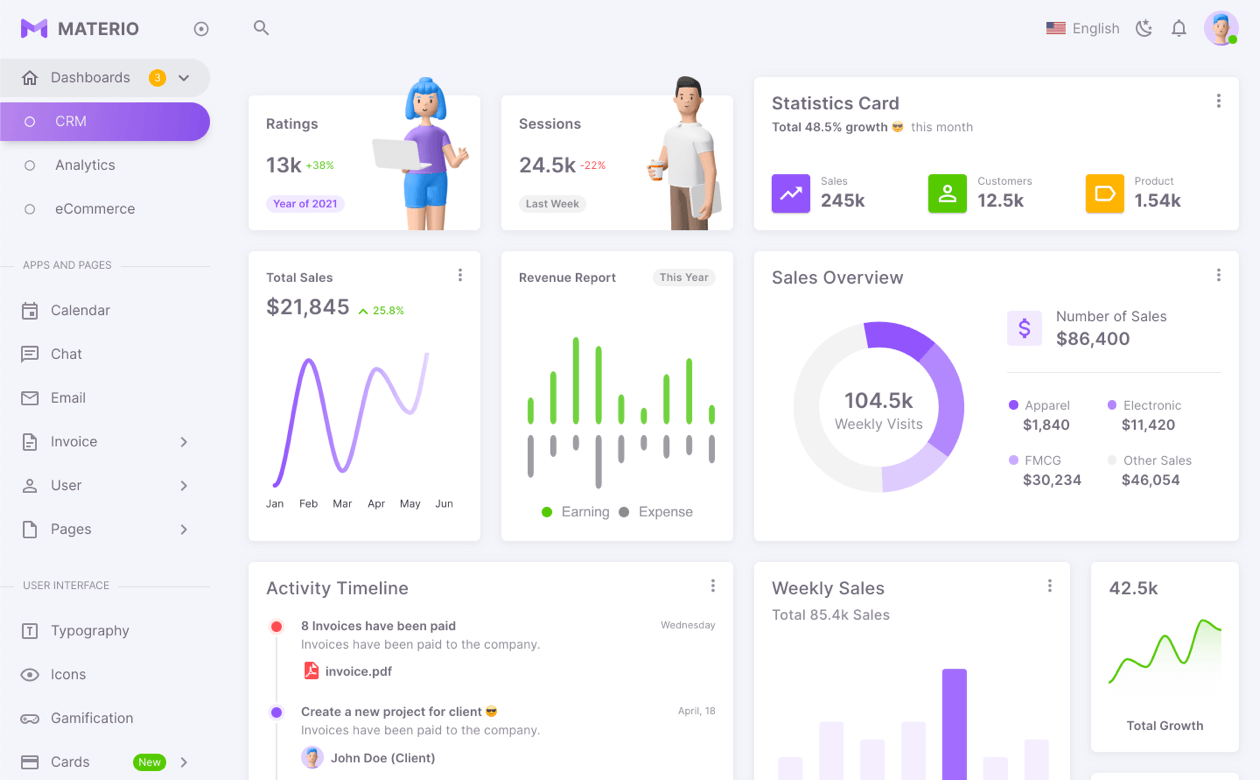 MATERIO
English
Dashboards 3
CRM
Analytics
eCommerce
APPS AND PAGES
Calendar
Chat
Email
Invoice
User
Pages
USER INTERFACE
Typography
Icons
Gamification
Cards New
Ratings
13k +38%
Year of 2021
Sessions
24.5k -22%
Last Week
Statistics Card
Total 48.5% growth 😎 this month
Sales
245k
Customers
12.5k
Product
1.54k
Total Sales
$21,845 25.8%
Jan Feb Mar Apr May Jun
Revenue Report This Year
Earning Expense
Sales Overview
104.5k
Weekly Visits
Number of Sales
$86,400
Apparel
$1,840
Electronic
$11,420
FMCG
$30,234
Other Sales
$46,054
Activity Timeline
8 Invoices have been paid Wednesday
Invoices have been paid to the company.
invoice.pdf
Create a new project for client 😎 April, 18
Invoices have been paid to the company.
John Doe (Client)
Weekly Sales
Total 85.4k Sales
42.5k
Total Growth